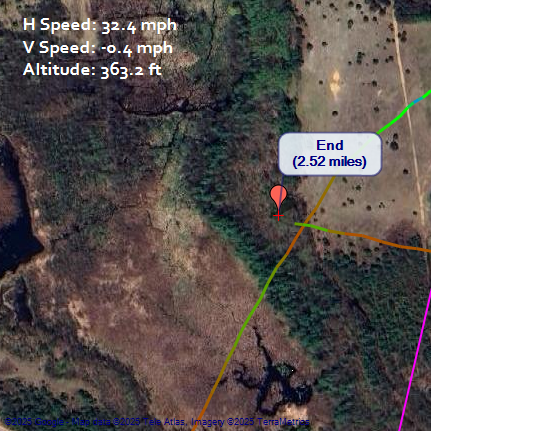 H Speed: 32.4 mph
V Speed: -0.4 mph
Altitude: 363.2 ft
End
(2.52 miles)
©2025 Google - Map data ©2025 Tele Atlas, Imagery ©2025 TerraMetrics